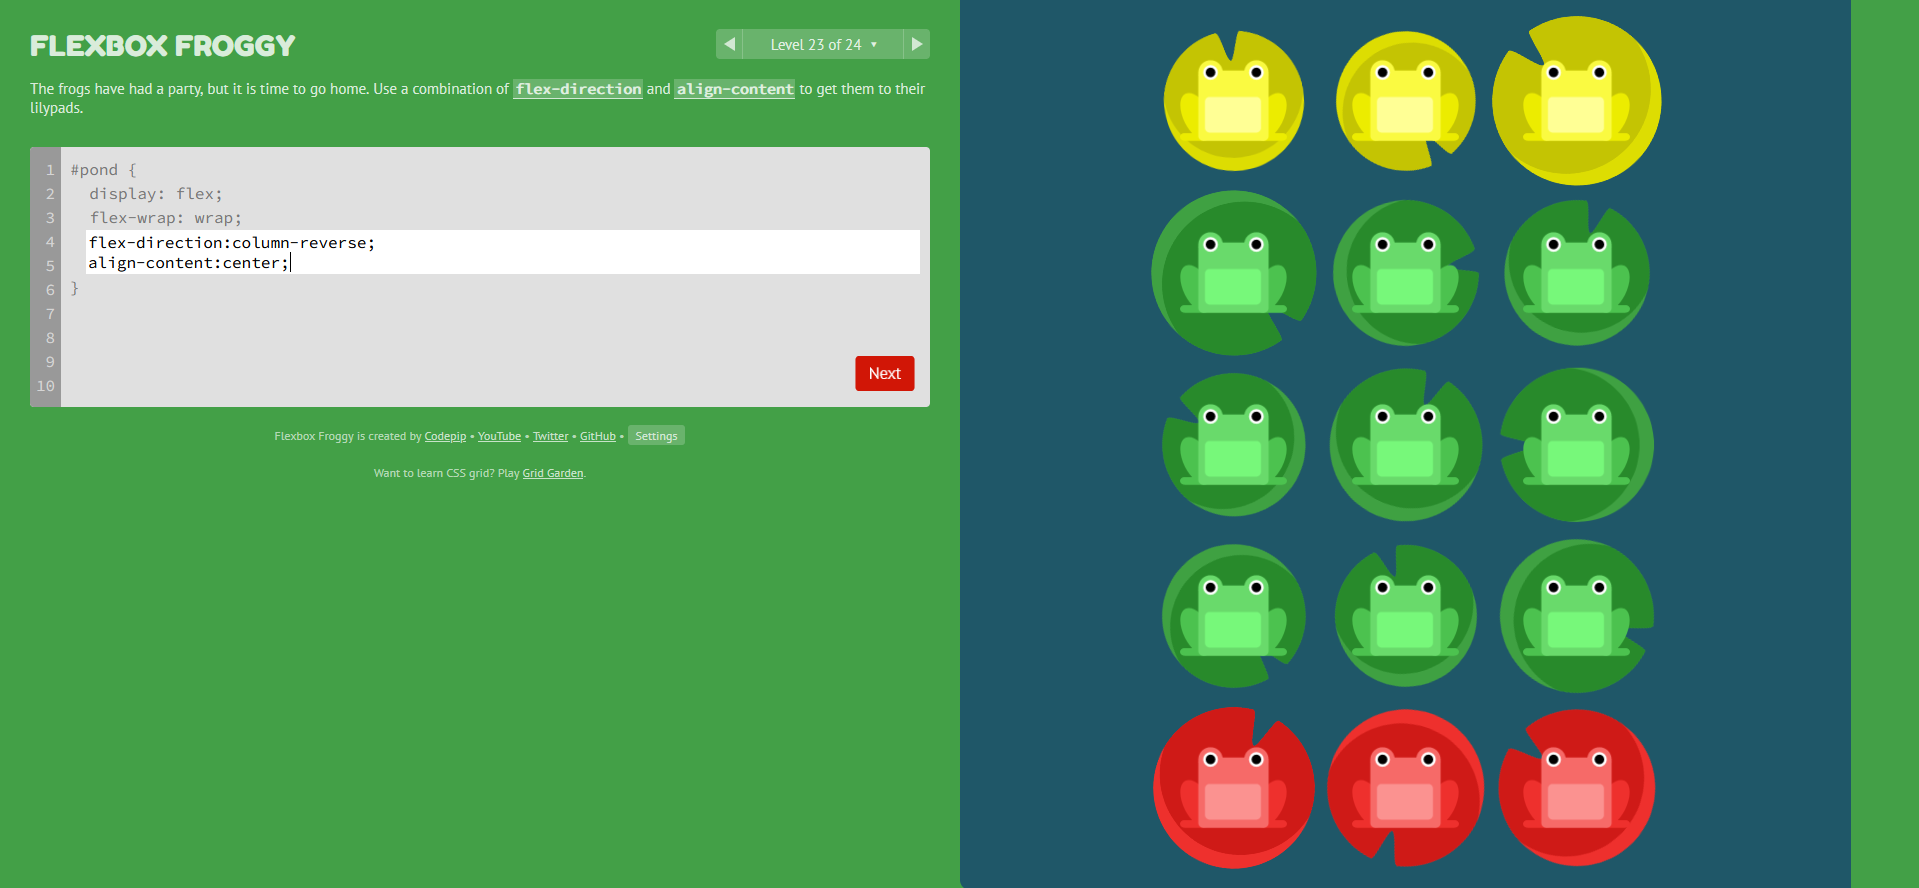 FLEXBOX FROGGY
Level 23 of 24 ▾
The frogs have had a party, but it is time to go home. Use a combination of flex-direction and align-content to get them to their
lilypads.
1 #pond {
2 display: flex;
3 flex-wrap: wrap;
4 flex-direction:column-reverse;
5 align-content:center;
6 }
7
8
9
10
Next
Flexbox Froggy is created by Codepip • YouTube • Twitter • GitHub • Settings
Want to learn CSS grid? Play Grid Garden.